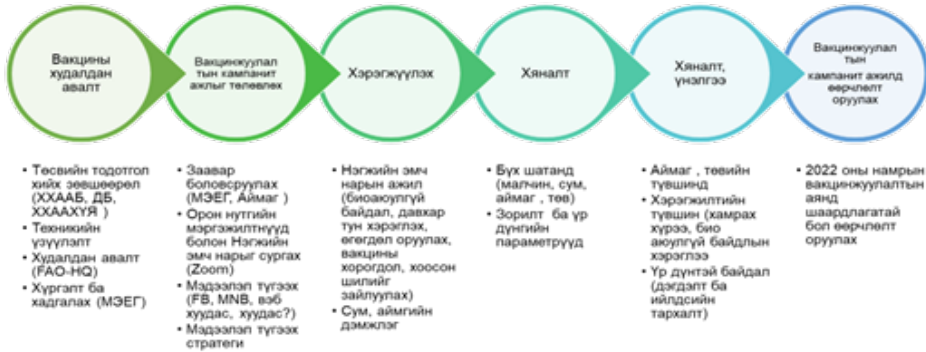 Вакцины
худалдан
авалт
Вакцинжуулал
тын кампанит
ажлыг төлөвлөх
Хэрэгжүүлэх
Хяналт
Хяналт,
үнэлгээ
Вакцинжуулал
тын
кампанит ажилд
өөрчлөлт
оруулах
• Төсвийн тодотгол
хийх зөвшөөрөл
(ХХААБ, ДБ,
ХХААХҮЯ )
• Техникийн
үзүүлэлт
• Худалдан авалт
(FAO-HQ)
• Хүргэлт ба
хадгалах (МЭЕГ)
• Заавар
боловсруулах
(МЭЕГ, Аймаг )
• Орон нутгийн
мэргэжилтнүүд
болон Нэгжийн
эмч нарыг сургах
(Zoom)
• Мэдээлэл түгээх
(FB, MNB, вэб
хуудас, хуудас?)
• Мэдээлэл түгээх
стратеги
• Нэгжийн эмч
нарын ажил
(биоаюулгүй
байдал, давхар
тун хэрэглэх,
өгөгдөл оруулах,
вакцины
хорогдол, хоосон
шилийг
зайлуулах)
• Сум, аймгийн
дэмжлэг
• Бүх шатанд
(малчин, сум,
аймаг , төв)
• Зорилт ба үр
дүнгийн
параметрүүд
• Аймаг , төвийн
түвшинд
• Хэрэгжилтийн
түвшин (хамрах
хүрээ, био
аюулгүй байдлын
хэрэглээ
• Үр дүнтэй байдал
(дэгдэлт ба
ийлдсийн
тархалт)
• 2022 оны намрын
вакцинжуулалтын
аянд
шаардлагатай
бол өөрчлөлт
оруулах